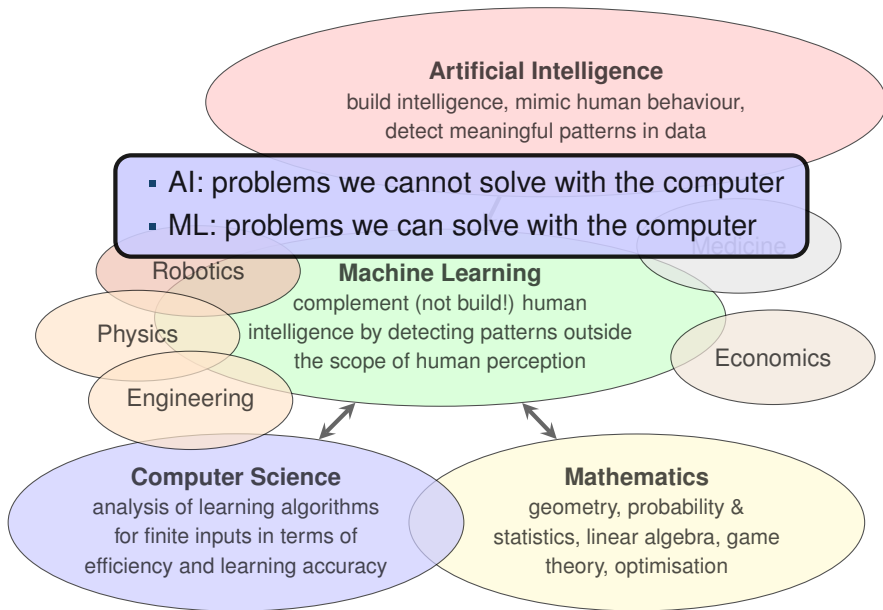 Artificial Intelligence
build intelligence, mimic human behaviour,
detect meaningful patterns in data
▪ AI: problems we cannot solve with the computer
▪ ML: problems we can solve with the computer
Medicine
Robotics
Machine Learning
complement (not build!) human
intelligence by detecting patterns outside
the scope of human perception
Physics
Economics
Engineering
Computer Science
analysis of learning algorithms
for finite inputs in terms of
efficiency and learning accuracy
Mathematics
geometry, probability &
statistics, linear algebra, game
theory, optimisation